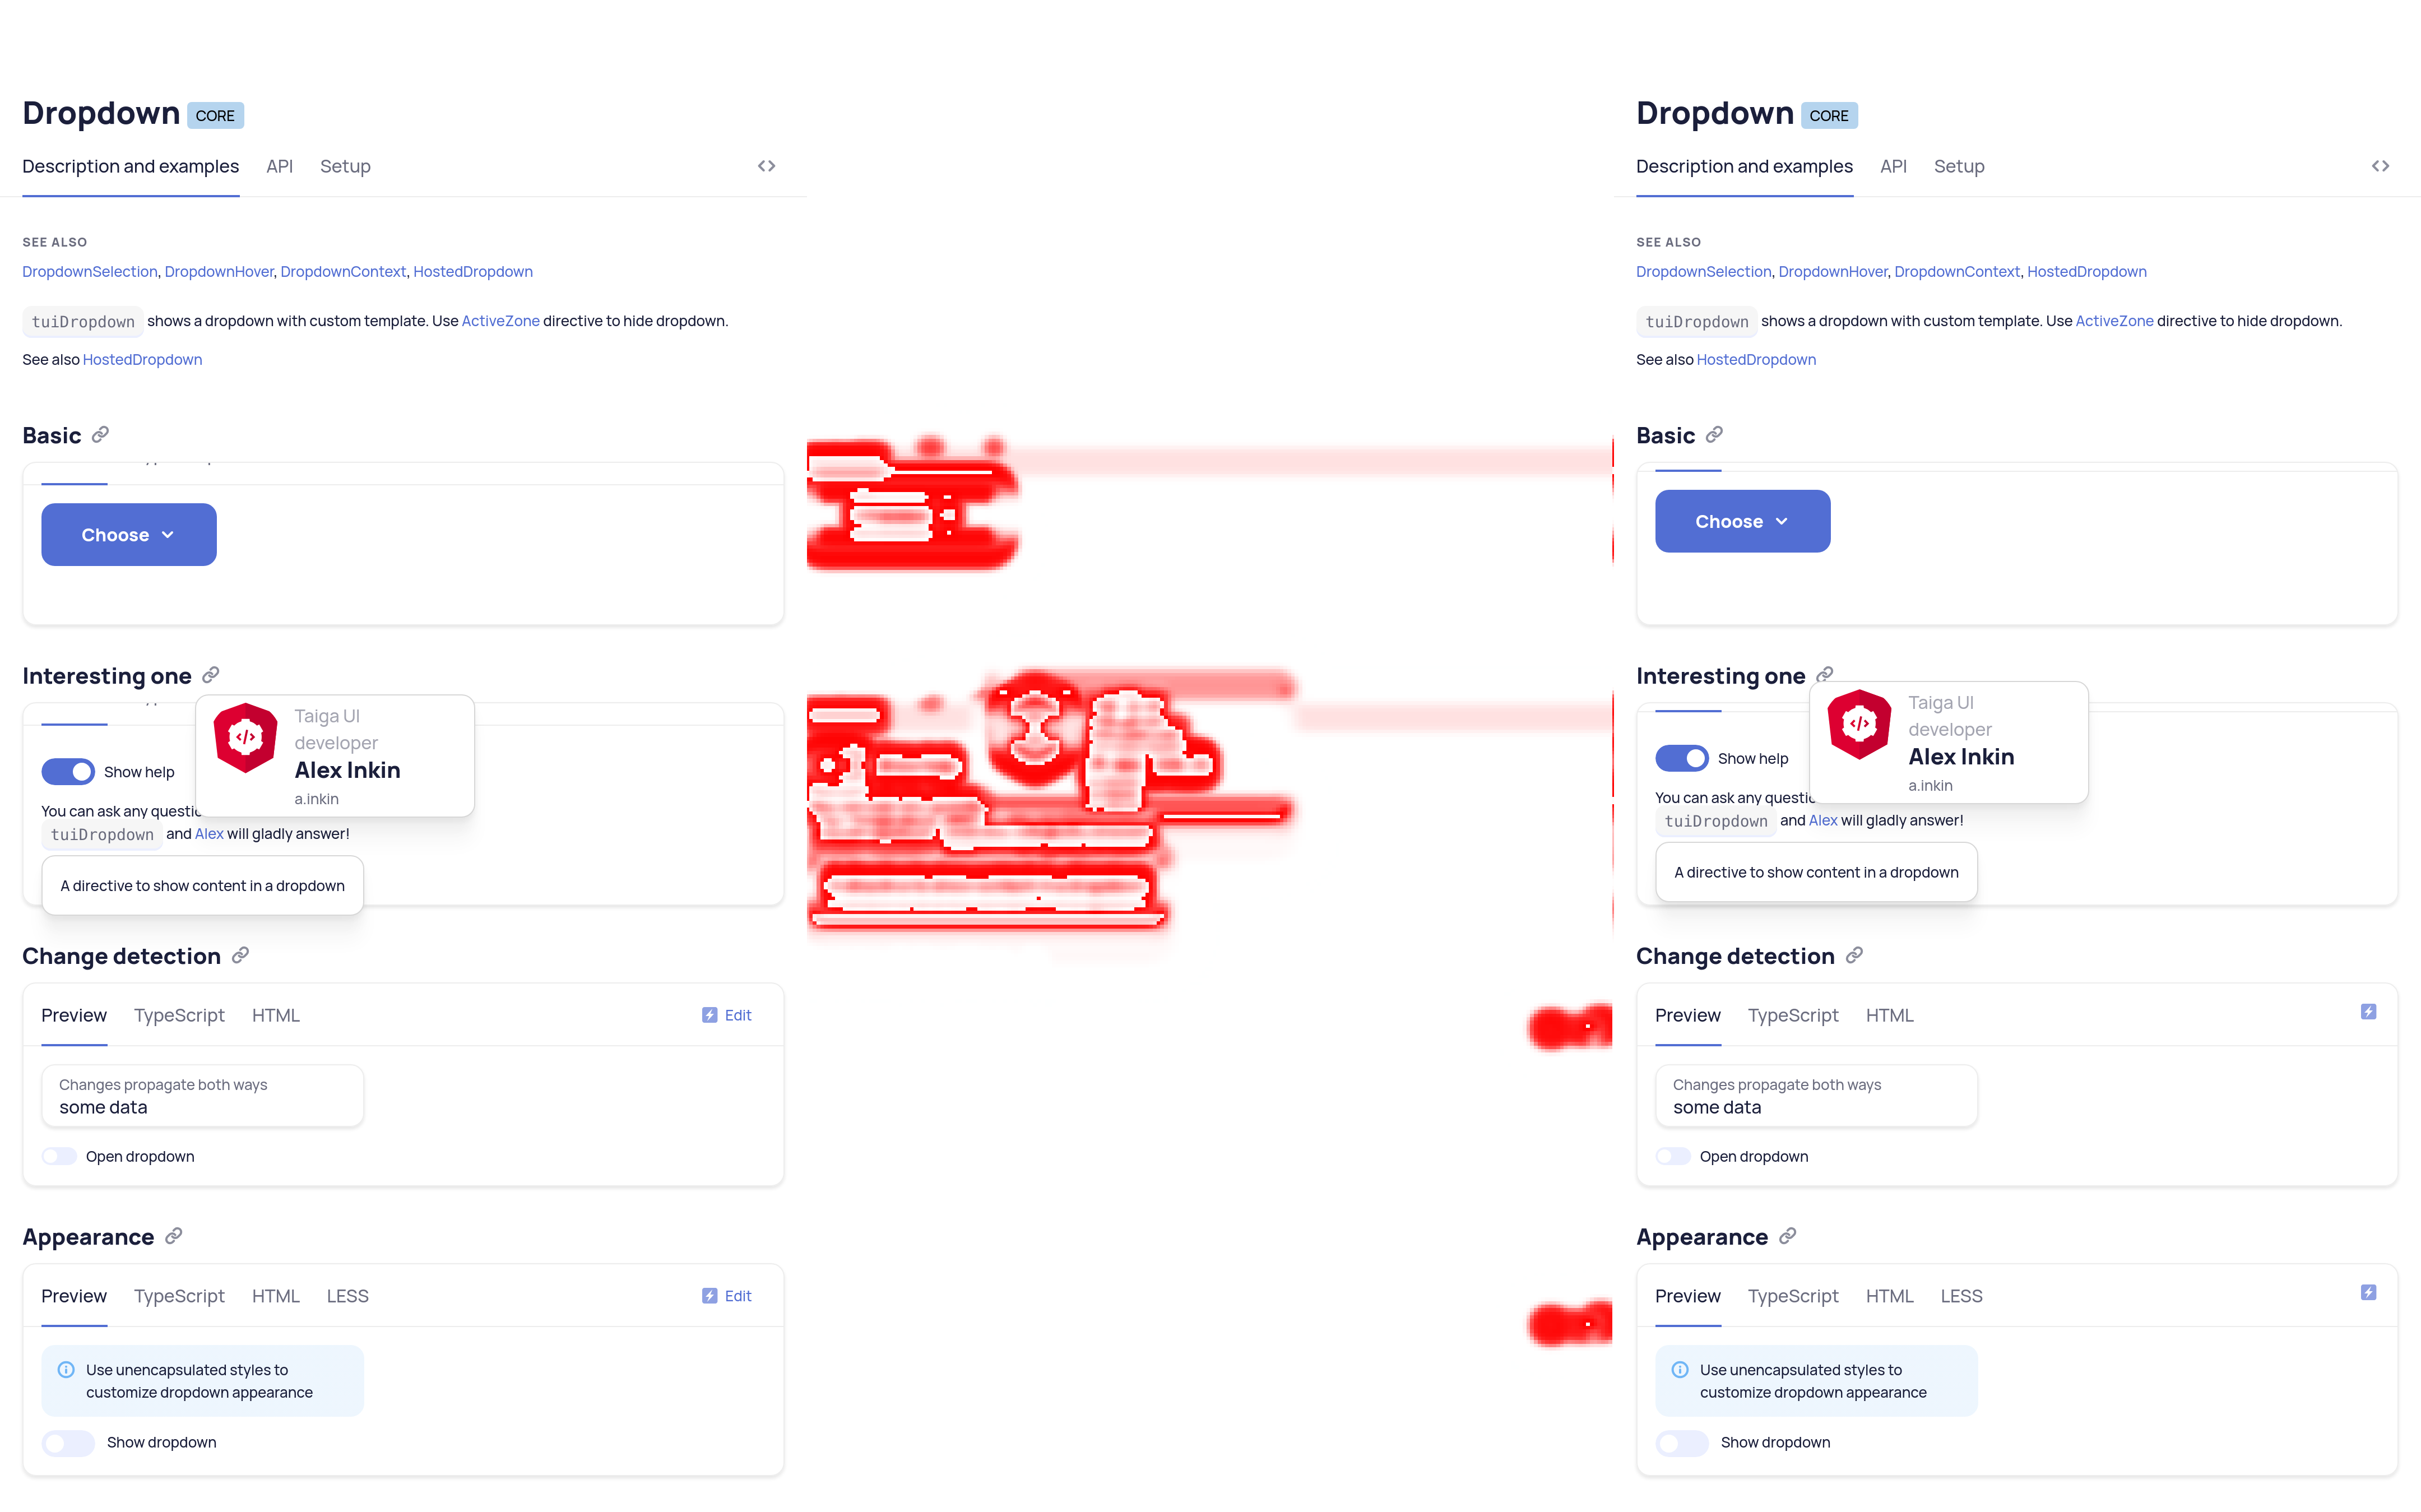 Dropdown CORE
Description and examples API Setup
SEE ALSO
DropdownSelection, DropdownHover, DropdownContext, HostedDropdown
tuiDropdown shows a dropdown with custom template. Use ActiveZone directive to hide dropdown.
See also HostedDropdown
Basic
Choose
Interesting one
Taiga UI
developer
Alex Inkin
a.inkin
Show help
You can ask any questi
tuiDropdown and Alex will gladly answer!
A directive to show content in a dropdown
Change detection
Preview TypeScript HTML Edit
Changes propagate both ways
some data
Open dropdown
Appearance
Preview TypeScript HTML LESS Edit
Use unencapsulated styles to
customize dropdown appearance
Show dropdown
Dropdown CORE
Description and examples API Setup
SEE ALSO
DropdownSelection, DropdownHover, DropdownContext, HostedDropdown
tuiDropdown shows a dropdown with custom template. Use ActiveZone directive to hide dropdown.
See also HostedDropdown
Basic
Choose
Interesting one
Taiga UI
developer
Alex Inkin
a.inkin
Show help
You can ask any questi
tuiDropdown and Alex will gladly answer!
A directive to show content in a dropdown
Change detection
Preview TypeScript HTML
Changes propagate both ways
some data
Open dropdown
Appearance
Preview TypeScript HTML LESS
Use unencapsulated styles to
customize dropdown appearance
Show dropdown